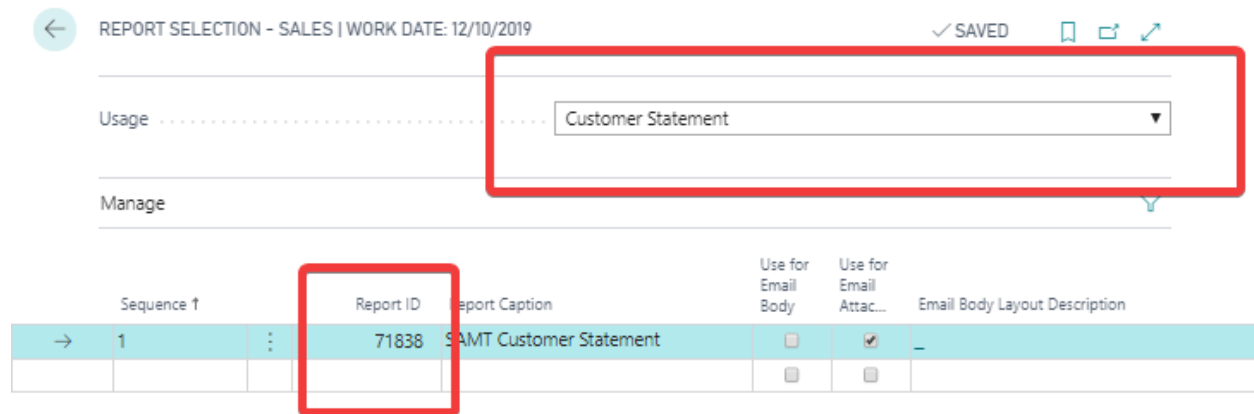 REPORT SELECTION - SALES | WORK DATE: 12/10/2019
✓ SAVED
Usage
Customer Statement
Manage
Sequence ↑
Report ID
Report Caption
Use for
Email
Body
Use for
Email
Attac...
Email Body Layout Description
1
71838
SAMT Customer Statement
_